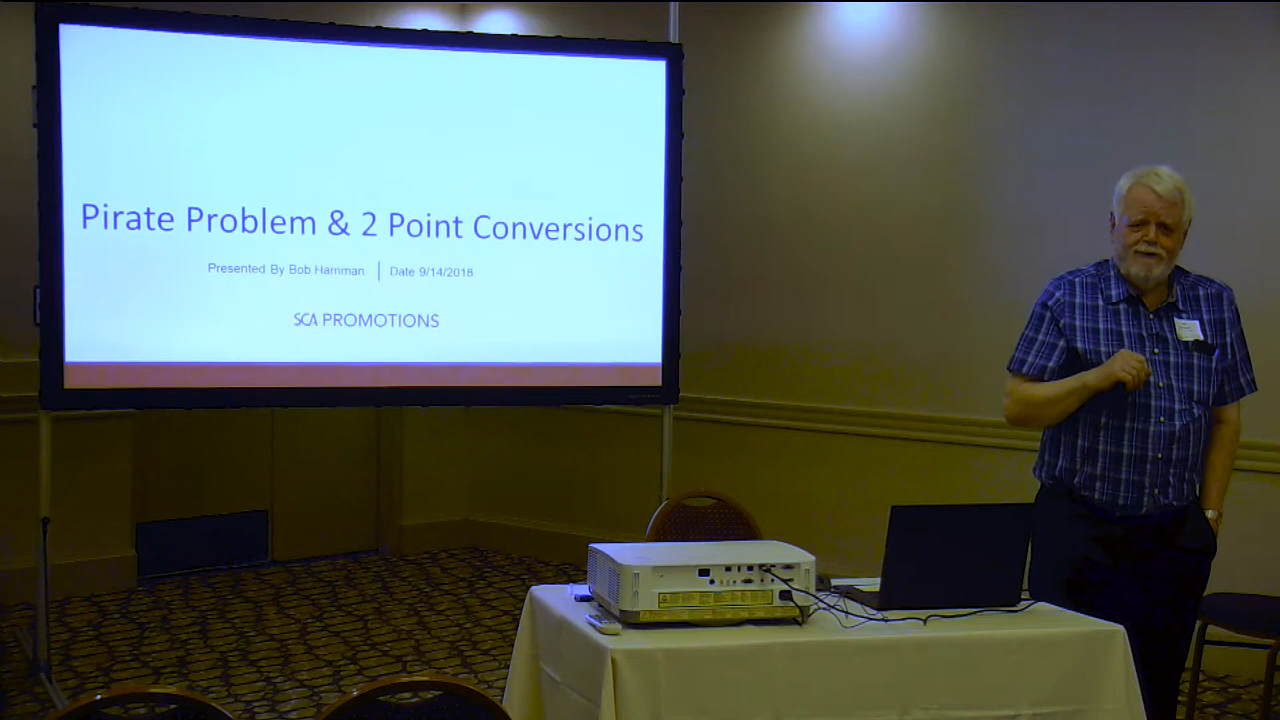 Pirate Problem & 2 Point Conversions
Presented By Bob Hamman | Date 9/14/2018
SCA PROMOTIONS